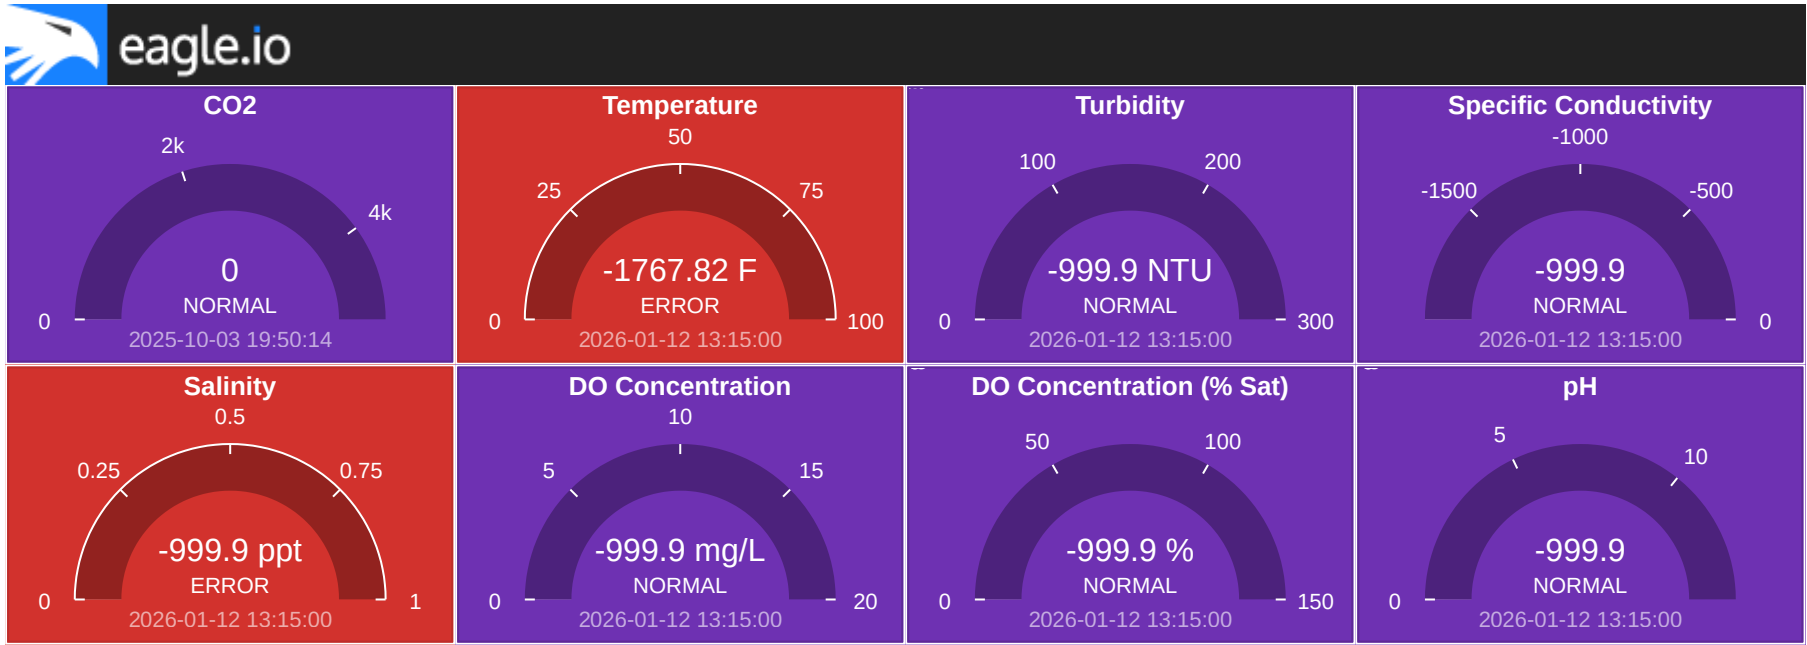 eagle.io
CO2
2k
4k
0
NORMAL
0
2025-10-03 19:50:14
Temperature
50
25
75
-1767.82 F
ERROR
0
100
2026-01-12 13:15:00
Turbidity
100
200
-999.9 NTU
NORMAL
0
300
2026-01-12 13:15:00
Specific Conductivity
-1000
-1500
-500
-999.9
NORMAL
0
2026-01-12 13:15:00
Salinity
0.5
0.25
0.75
-999.9 ppt
ERROR
0
1
2026-01-12 13:15:00
DO Concentration
10
5
15
-999.9 mg/L
NORMAL
0
20
2026-01-12 13:15:00
DO Concentration (% Sat)
50
100
-999.9 %
NORMAL
0
150
2026-01-12 13:15:00
pH
5
10
-999.9
NORMAL
0
2026-01-12 13:15:00